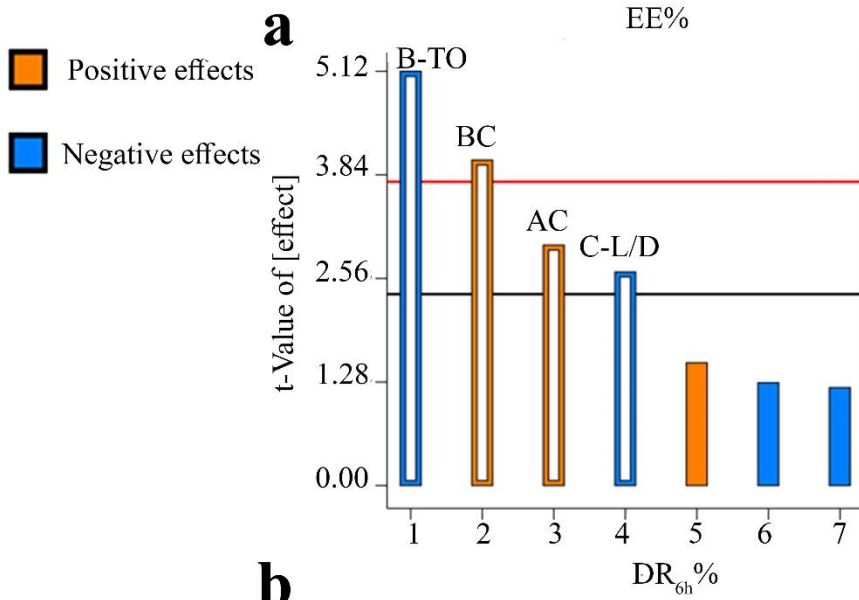 a
EE%
Positive effects
Negative effects
t-Value of [effect]
5.12
3.84
2.56
1.28
0.00
B-TO
BC
AC
C-L/D
1 2 3 4 5 6 7
DR6h%
b